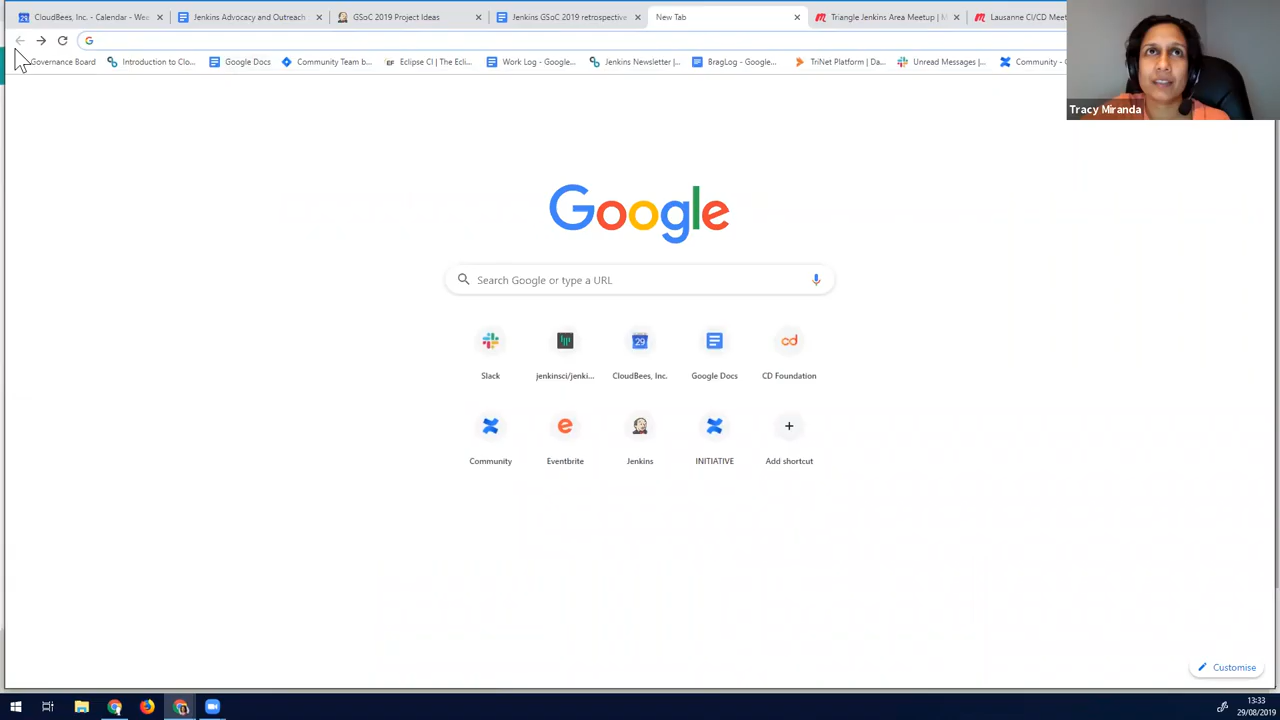 CloudBees, Inc. - Calendar - Wee
Jenkins Advocacy and Outreach
GSoC 2019 Project Ideas
Jenkins GSoC 2019 retrospective
New Tab
Triangle Jenkins Area Meetup | M
Lausanne CI/CD Meet
Governance Board
Introduction to Clo...
Google Docs
Community Team b...
Eclipse CI | The Ecli...
Work Log - Google...
Jenkins Newsletter |...
BragLog - Google...
TriNet Platform | Da...
Unread Messages |...
Community -
Tracy Miranda
Google
Search Google or type a URL
Slack
jenkinsci/jenki...
CloudBees, Inc.
Google Docs
CD Foundation
Community
Eventbrite
Jenkins
INITIATIVE
Add shortcut
Customise
13:33
29/08/2019